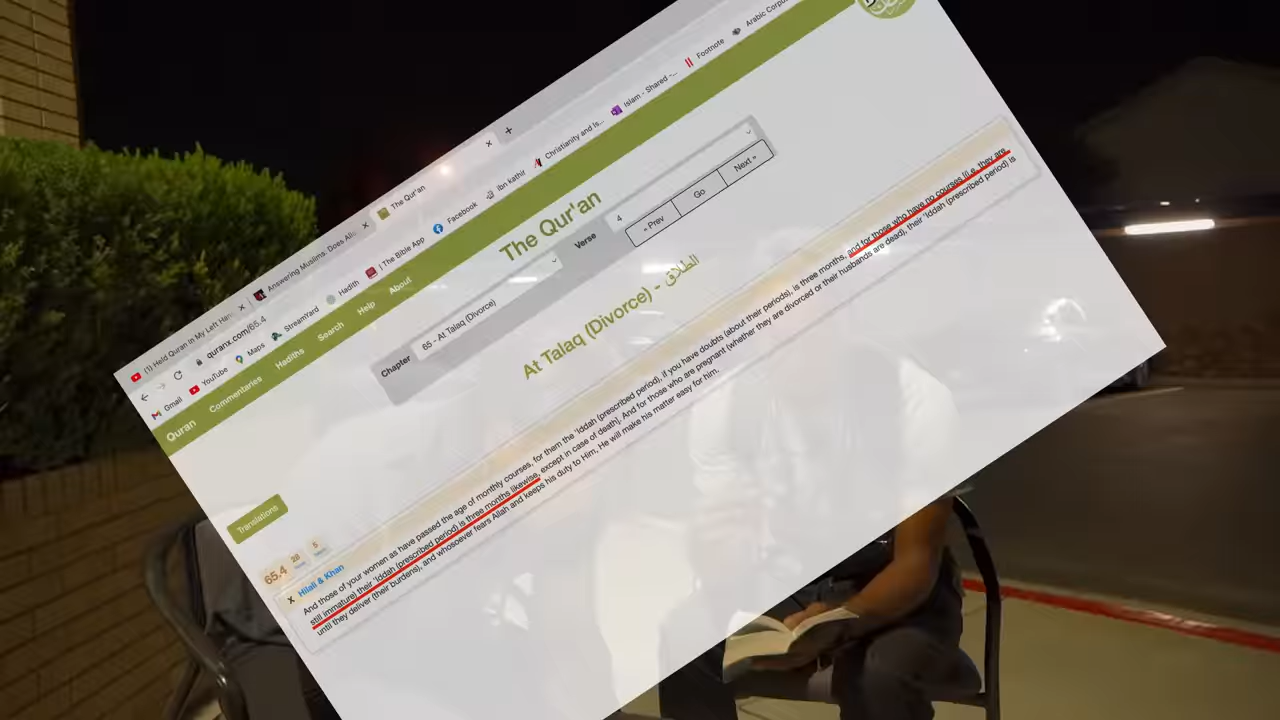 (1) Held Quran in My Left Han
Answering Muslims: Does All
The Qur'an
quranx.com/65.4
Gmail
YouTube
Maps
StreamYard
Hadith
The Bible App
Facebook
ibn kathir
Christianity and Is...
Islam - Shared -...
Footnote
Arabic Corpu
Quran
Commentaries
Hadiths
Search
Help
About
The Qur'an
Chapter
65 - At Talaq (Divorce)
Verse
4
« Prev
Go
Next »
At Talaq (Divorce) - الطلاق
Translations
65.4
Hilali & Khan
And those of your women as have passed the age of monthly courses, for them the 'Iddah (prescribed period), if you have doubts (about their periods), is three months, and for those who have no courses [(i.e. they are
still immature) their 'Iddah (prescribed period) is three months likewise, except in case of death]. And for those who are pregnant (whether they are divorced or their husbands are dead), their 'Iddah (prescribed period) is
until they deliver (their burdens), and whosoever fears Allah and keeps his duty to Him, He will make his matter easy for him.